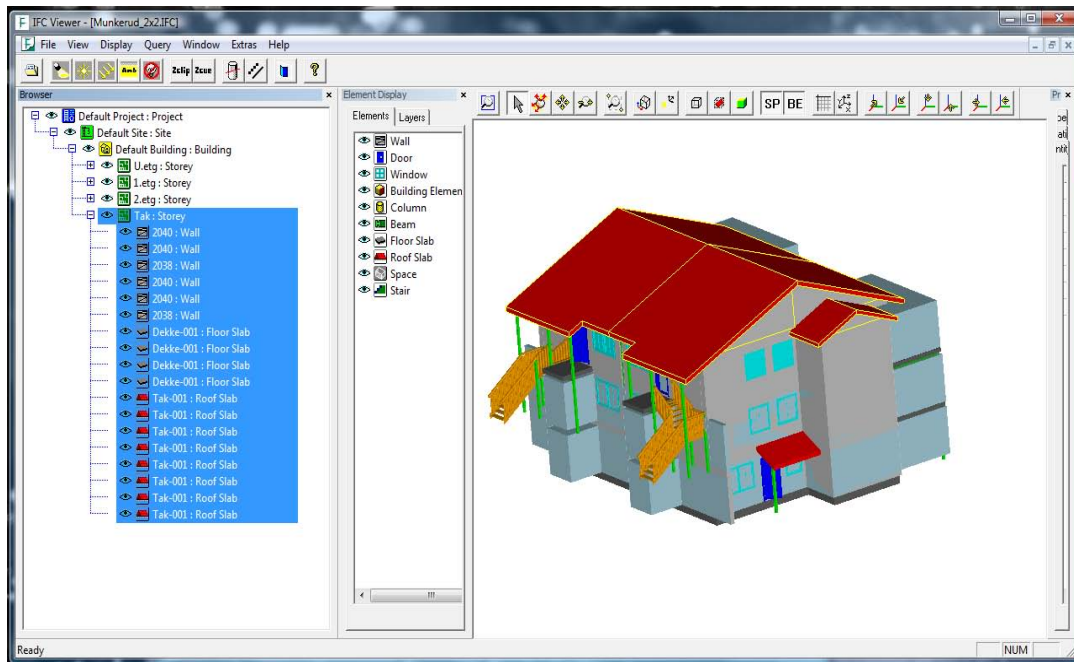 IFC Viewer - [Munkerud_2x2.IFC]
File View Display Query Window Extras Help
Amb Zclip Zcue
Browser
Default Project : Project
Default Site : Site
Default Building : Building
U.etg : Storey
1.etg : Storey
2.etg : Storey
Tak : Storey
2040 : Wall
2040 : Wall
2038 : Wall
2040 : Wall
2040 : Wall
2038 : Wall
Dekke-001 : Floor Slab
Dekke-001 : Floor Slab
Dekke-001 : Floor Slab
Dekke-001 : Floor Slab
Tak-001 : Roof Slab
Tak-001 : Roof Slab
Tak-001 : Roof Slab
Tak-001 : Roof Slab
Tak-001 : Roof Slab
Tak-001 : Roof Slab
Tak-001 : Roof Slab
Tak-001 : Roof Slab
Element Display
Elements Layers
Wall
Door
Window
Building Elemen
Column
Beam
Floor Slab
Roof Slab
Space
Stair
SP BE
Pr
Ready
NUM